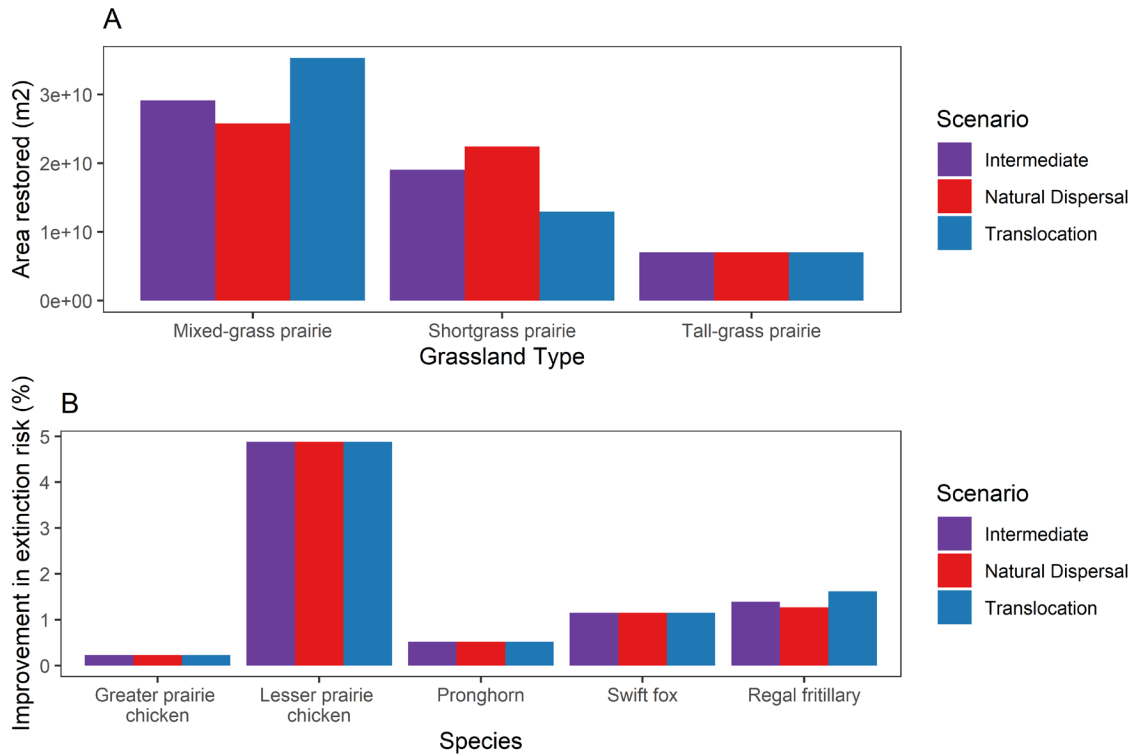 A
Area restored (m2)
3e+10
2e+10
1e+10
0e+00
Mixed-grass prairie
Shortgrass prairie
Tall-grass prairie
Grassland Type
Scenario
Intermediate
Natural Dispersal
Translocation
B
Improvement in extinction risk (%)
5
4
3
2
1
0
Greater prairie
chicken
Lesser prairie
chicken
Pronghorn
Swift fox
Regal fritillary
Species
Scenario
Intermediate
Natural Dispersal
Translocation